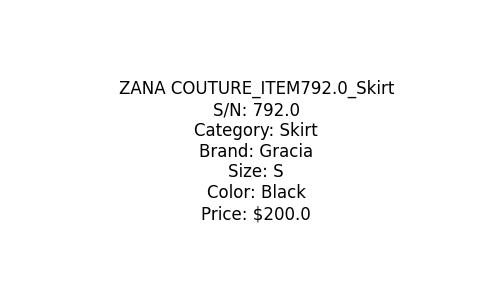 ZANA COUTURE_ITEM792.0_Skirt
S/N: 792.0
Category: Skirt
Brand: Gracia
Size: S
Color: Black
Price: $200.0